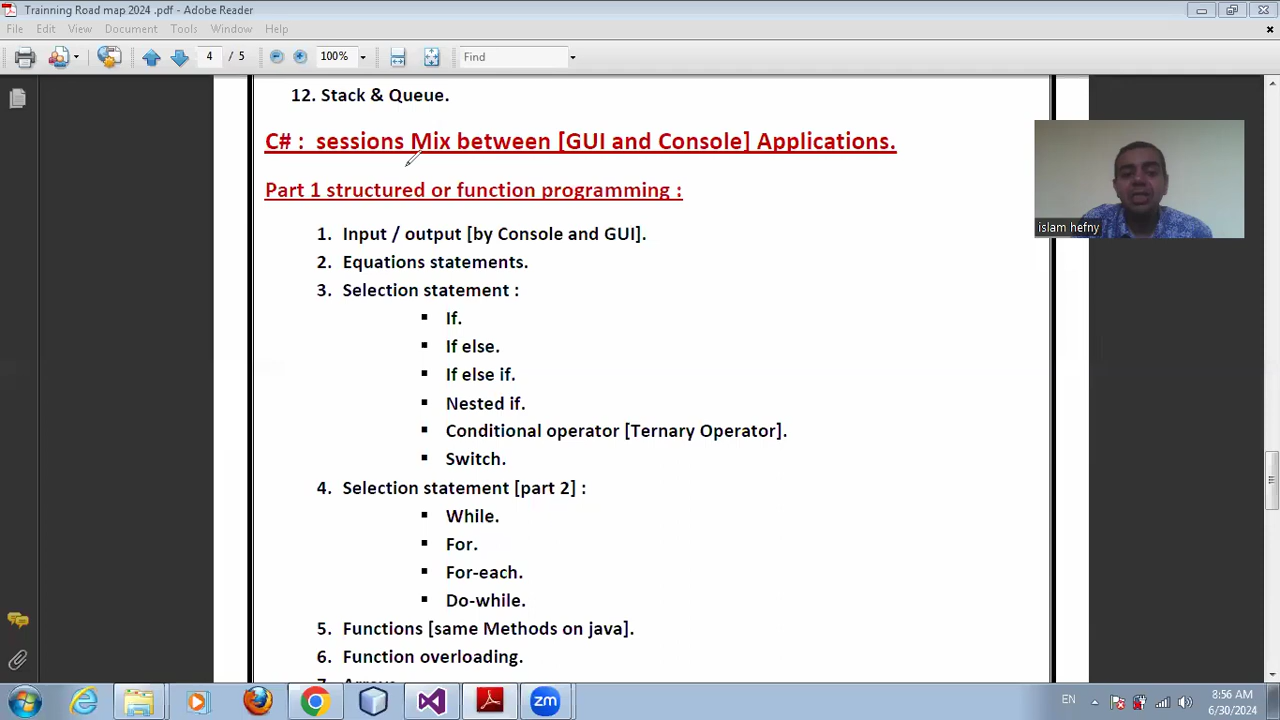 Trainning Road map 2024 .pdf - Adobe Reader
File Edit View Document Tools Window Help
4 / 5 100% Find
12. Stack & Queue.
C# : sessions Mix between [GUI and Console] Applications.
Part 1 structured or function programming :
islam hefny
1. Input / output [by Console and GUI].
2. Equations statements.
3. Selection statement :
If.
If else.
If else if.
Nested if.
Conditional operator [Ternary Operator].
Switch.
4. Selection statement [part 2] :
While.
For.
For-each.
Do-while.
5. Functions [same Methods on java].
6. Function overloading.
7. Arrays
zm
EN
8:56 AM
6/30/2024